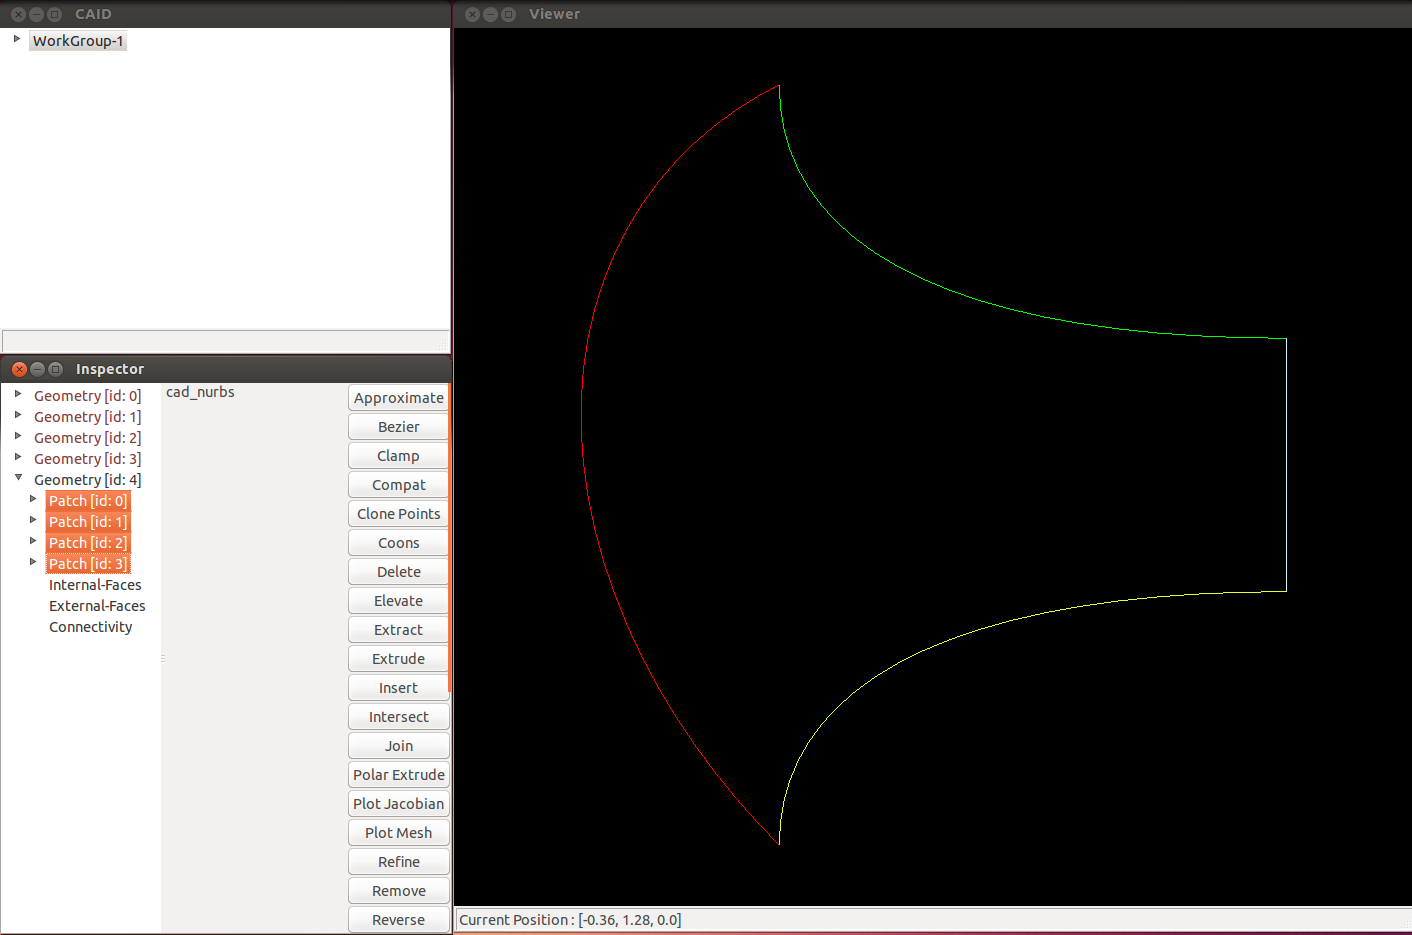 CAID
WorkGroup-1
Viewer
Inspector
Geometry [id: 0]
Geometry [id: 1]
Geometry [id: 2]
Geometry [id: 3]
Geometry [id: 4]
Patch [id: 0]
Patch [id: 1]
Patch [id: 2]
Patch [id: 3]
Internal-Faces
External-Faces
Connectivity
cad_nurbs
Approximate
Bezier
Clamp
Compat
Clone Points
Coons
Delete
Elevate
Extract
Extrude
Insert
Intersect
Join
Polar Extrude
Plot Jacobian
Plot Mesh
Refine
Remove
Reverse
Current Position : [-0.36, 1.28, 0.0]